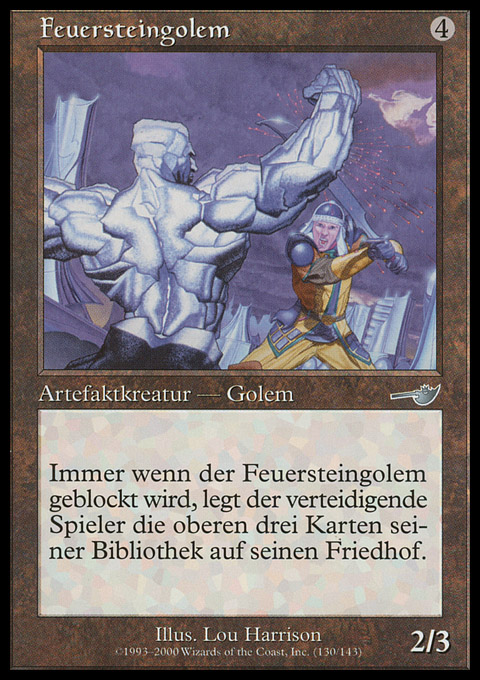 Feuersteingolem 4
Artefaktkreatur — Golem
Immer wenn der Feuersteingolem
geblockt wird, legt der verteidigende
Spieler die oberen drei Karten sei-
ner Bibliothek auf seinen Friedhof.
Illus. Lou Harrison
©1993–2000 Wizards of the Coast, Inc. (130/143)
2/3